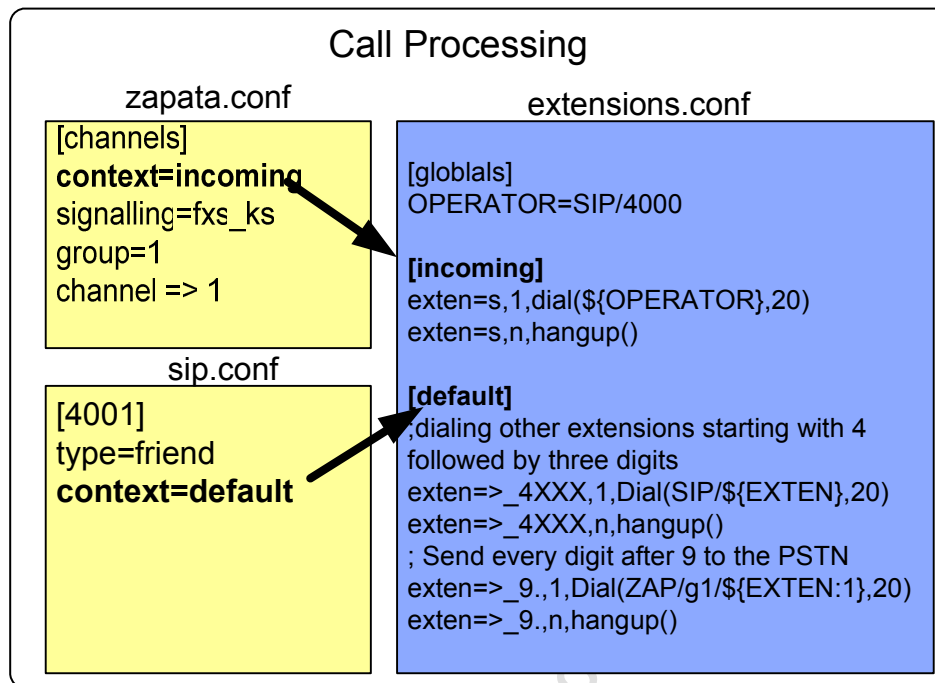 Call Processing
zapata.conf
[channels]
context=incoming
signalling=fxs_ks
group=1
channel => 1
sip.conf
[4001]
type=friend
context=default
extensions.conf
[globlals]
OPERATOR=SIP/4000
[incoming]
exten=s,1,dial(${OPERATOR},20)
exten=s,n,hangup()
[default]
;dialing other extensions starting with 4
followed by three digits
exten=>_4XXX,1,Dial(SIP/${EXTEN},20)
exten=>_4XXX,n,hangup()
; Send every digit after 9 to the PSTN
exten=>_9.,1,Dial(ZAP/g1/${EXTEN:1},20)
exten=>_9.,n,hangup()